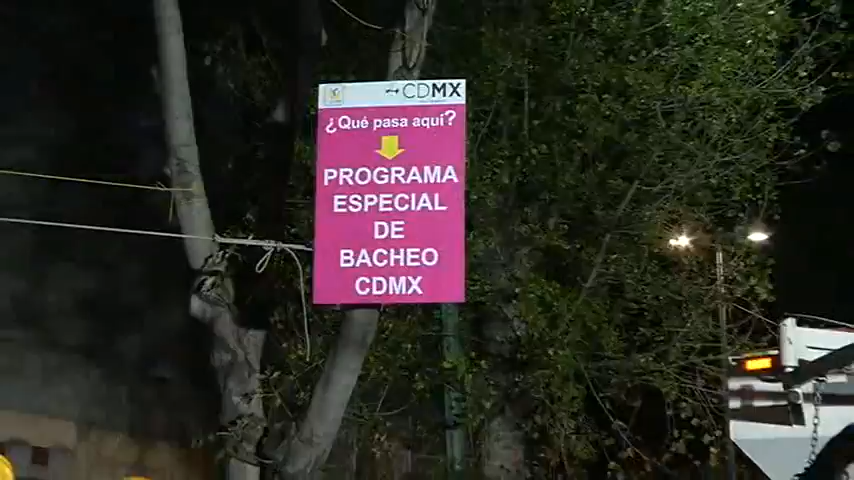 CDMX
¿Qué pasa aquí?
PROGRAMA
ESPECIAL
DE
BACHEO
CDMX